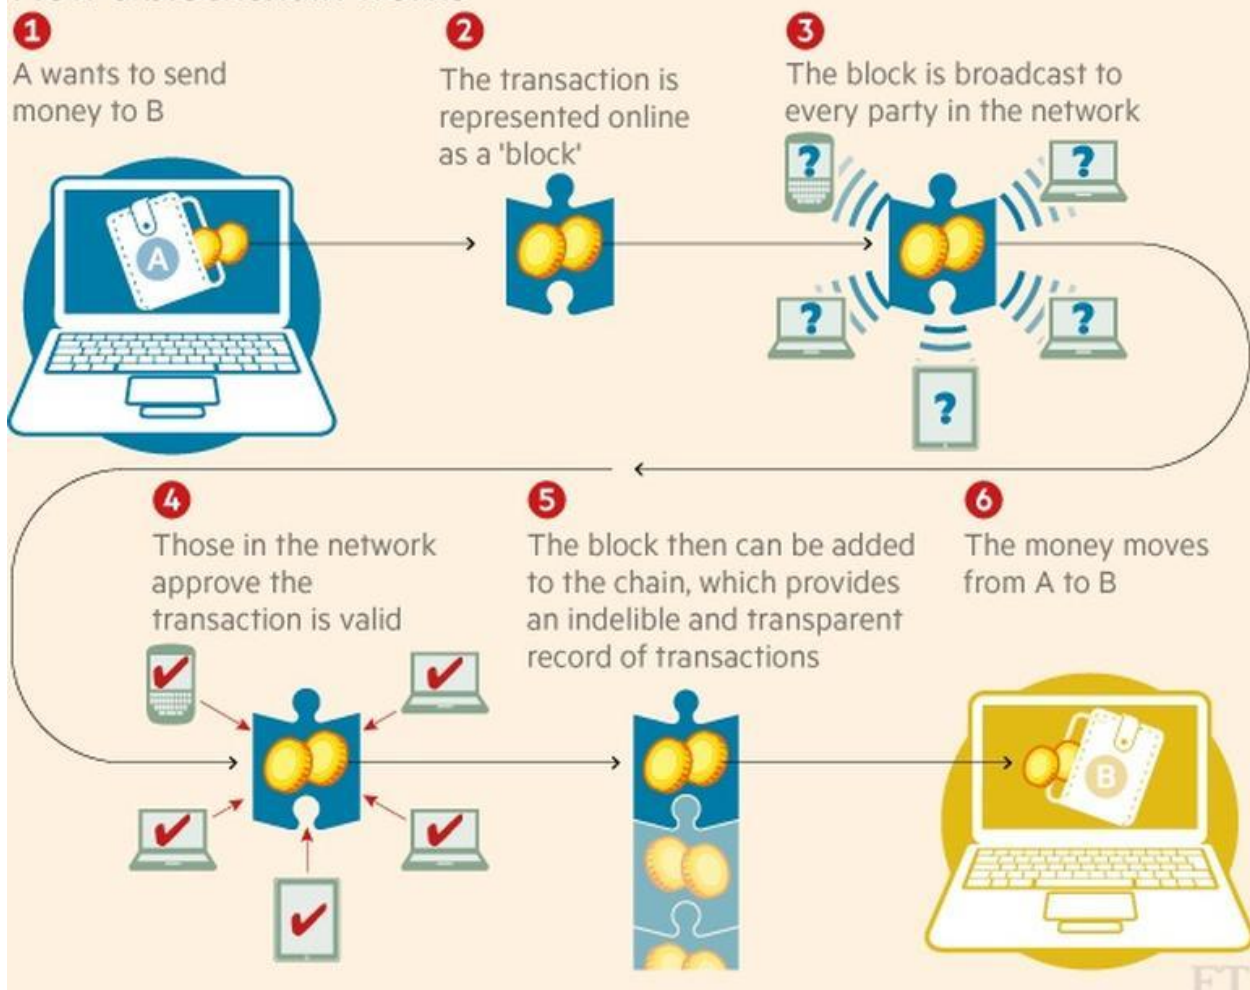 1
A wants to send
money to B
2
The transaction is
represented online
as a 'block'
3
The block is broadcast to
every party in the network
A
?
?
?
?
?
4
Those in the network
approve the
transaction is valid
5
The block then can be added
to the chain, which provides
an indelible and transparent
record of transactions
6
The money moves
from A to B
B
FT